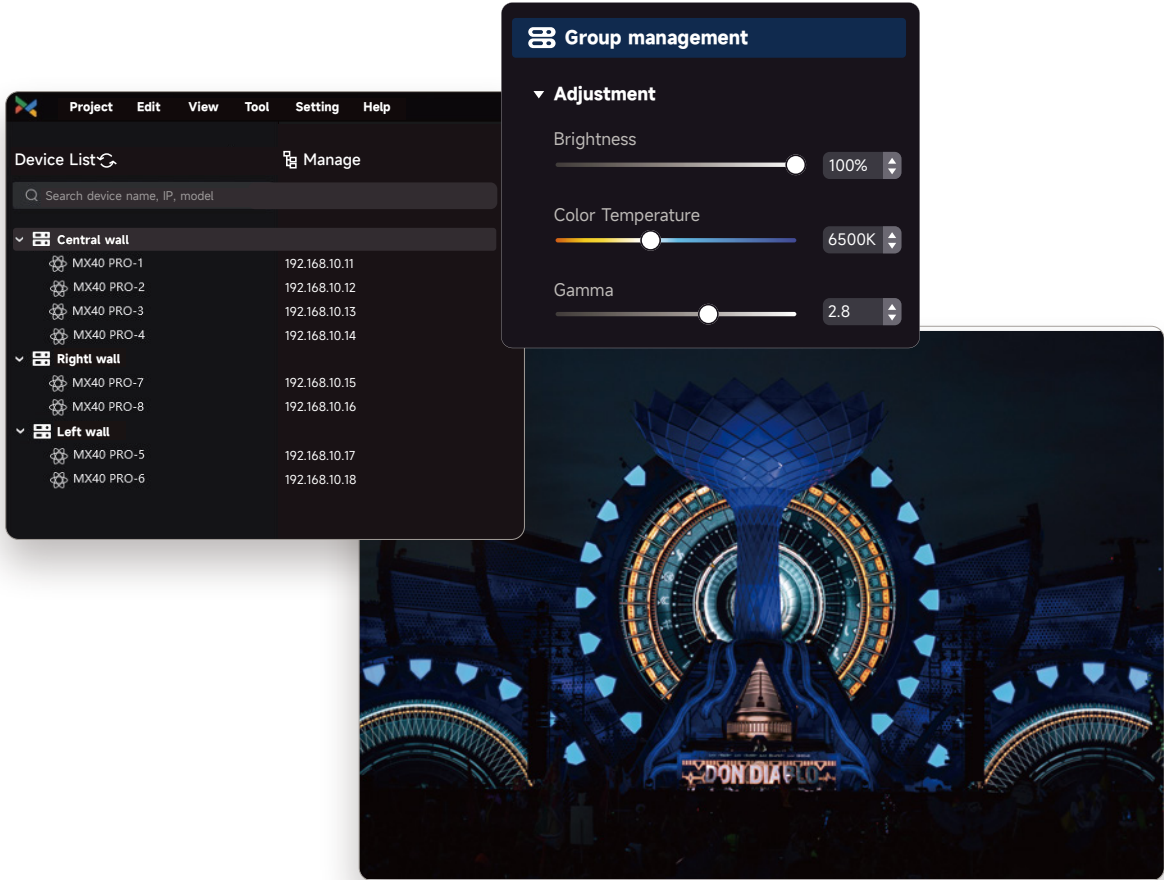 Group management
Adjustment
Brightness
100%
Color Temperature
6500K
Gamma
2.8
Project Edit View Tool Setting Help
Device List Manage
Search device name, IP, model
Central wall
MX40 PRO-1 192.168.10.11
MX40 PRO-2 192.168.10.12
MX40 PRO-3 192.168.10.13
MX40 PRO-4 192.168.10.14
Rightl wall
MX40 PRO-7 192.168.10.15
MX40 PRO-8 192.168.10.16
Left wall
MX40 PRO-5 192.168.10.17
MX40 PRO-6 192.168.10.18
DON DIABLO